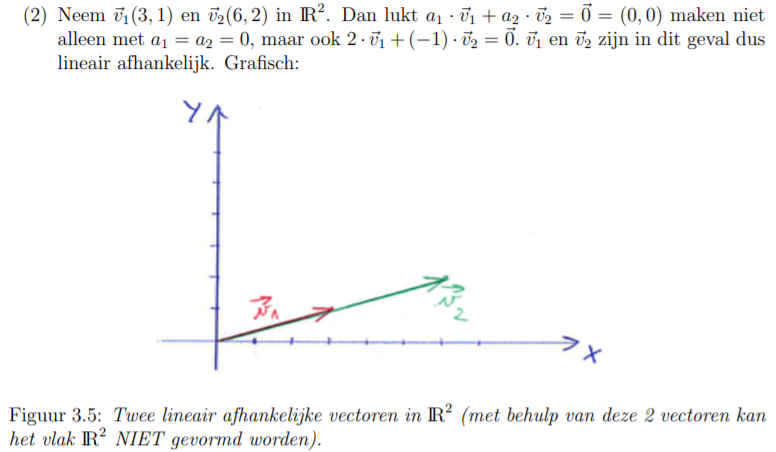 (2) Neem v⃗₁(3, 1) en v⃗₂(6, 2) in ℝ². Dan lukt a₁ · v⃗₁ + a₂ · v⃗₂ = 0⃗ = (0, 0) maken niet
alleen met a₁ = a₂ = 0, maar ook 2 · v⃗₁ + (−1) · v⃗₂ = 0⃗. v⃗₁ en v⃗₂ zijn in dit geval dus
lineair afhankelijk. Grafisch:
Y
v⃗₁
v⃗₂
X
Figuur 3.5: Twee lineair afhankelijke vectoren in ℝ² (met behulp van deze 2 vectoren kan
het vlak ℝ² NIET gevormd worden).